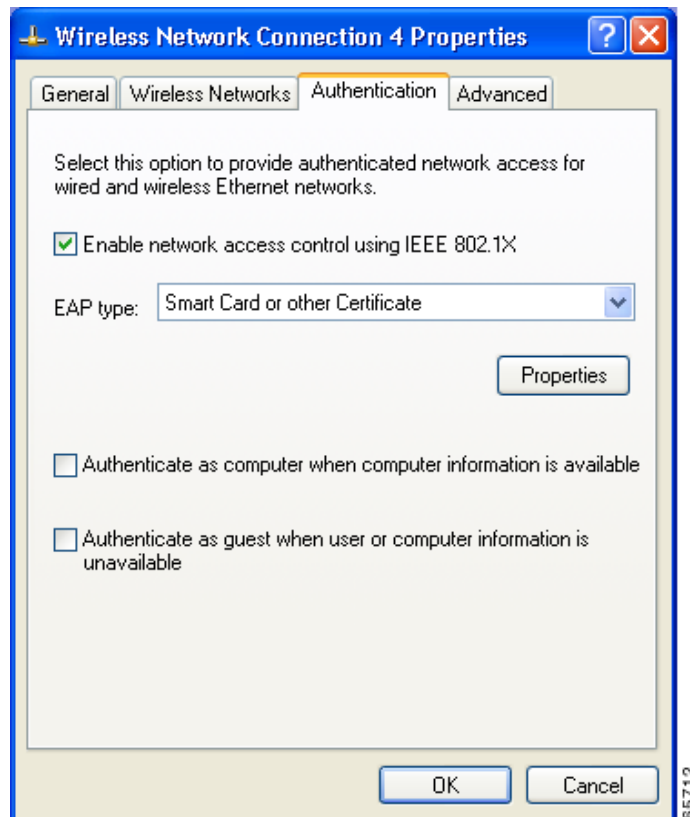 Wireless Network Connection 4 Properties
General Wireless Networks Authentication Advanced
Select this option to provide authenticated network access for
wired and wireless Ethernet networks.
Enable network access control using IEEE 802.1X
EAP type: Smart Card or other Certificate
Properties
Authenticate as computer when computer information is available
Authenticate as guest when user or computer information is
unavailable
OK Cancel